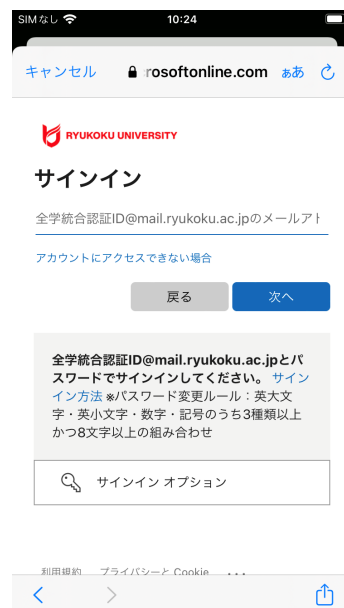 SIMなし 10:24
キャンセル rosoftonline.com ぁあ
RYUKOKU UNIVERSITY
サインイン
全学統合認証ID@mail.ryukoku.ac.jpのメールアド
アカウントにアクセスできない場合
戻る 次へ
全学統合認証ID@mail.ryukoku.ac.jpとパ
スワードでサインインしてください。 サイン
イン方法 ※パスワード変更ルール：英大文
字・英小文字・数字・記号のうち3種類以上
かつ8文字以上の組み合わせ
サインイン オプション
利用規約 プライバシーと Cookie ...